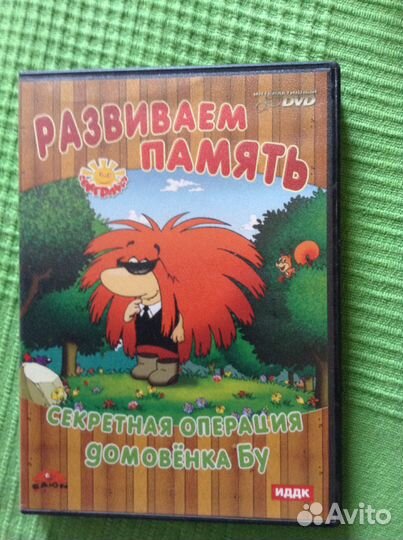 ИНТЕРАКТИВНЫЙ
DVD
РАЗВИВАЕМ
ПАМЯТЬ
СЕКРЕТНАЯ ОПЕРАЦИЯ
ДОМОВЁНКА БУ
ИДДК
Avito